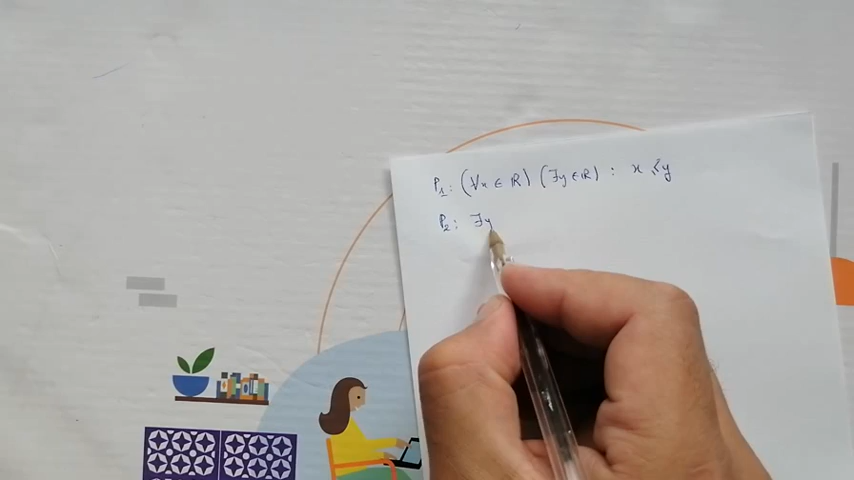 P₁: (∀x ∈ ℝ) (∃y ∈ ℝ) : x ⩽ y
P₂: ∃y